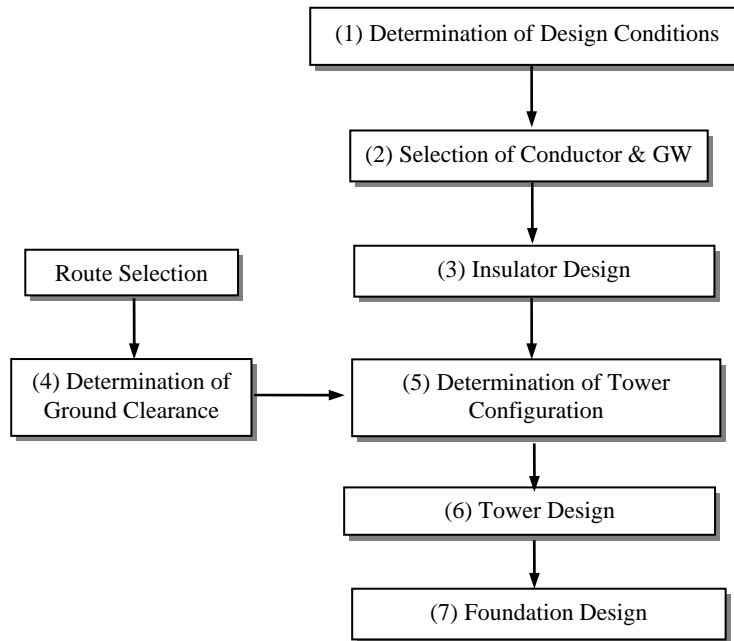 (1) Determination of Design Conditions
(2) Selection of Conductor & GW
(3) Insulator Design
Route Selection
(4) Determination of
Ground Clearance
(5) Determination of Tower
Configuration
(6) Tower Design
(7) Foundation Design